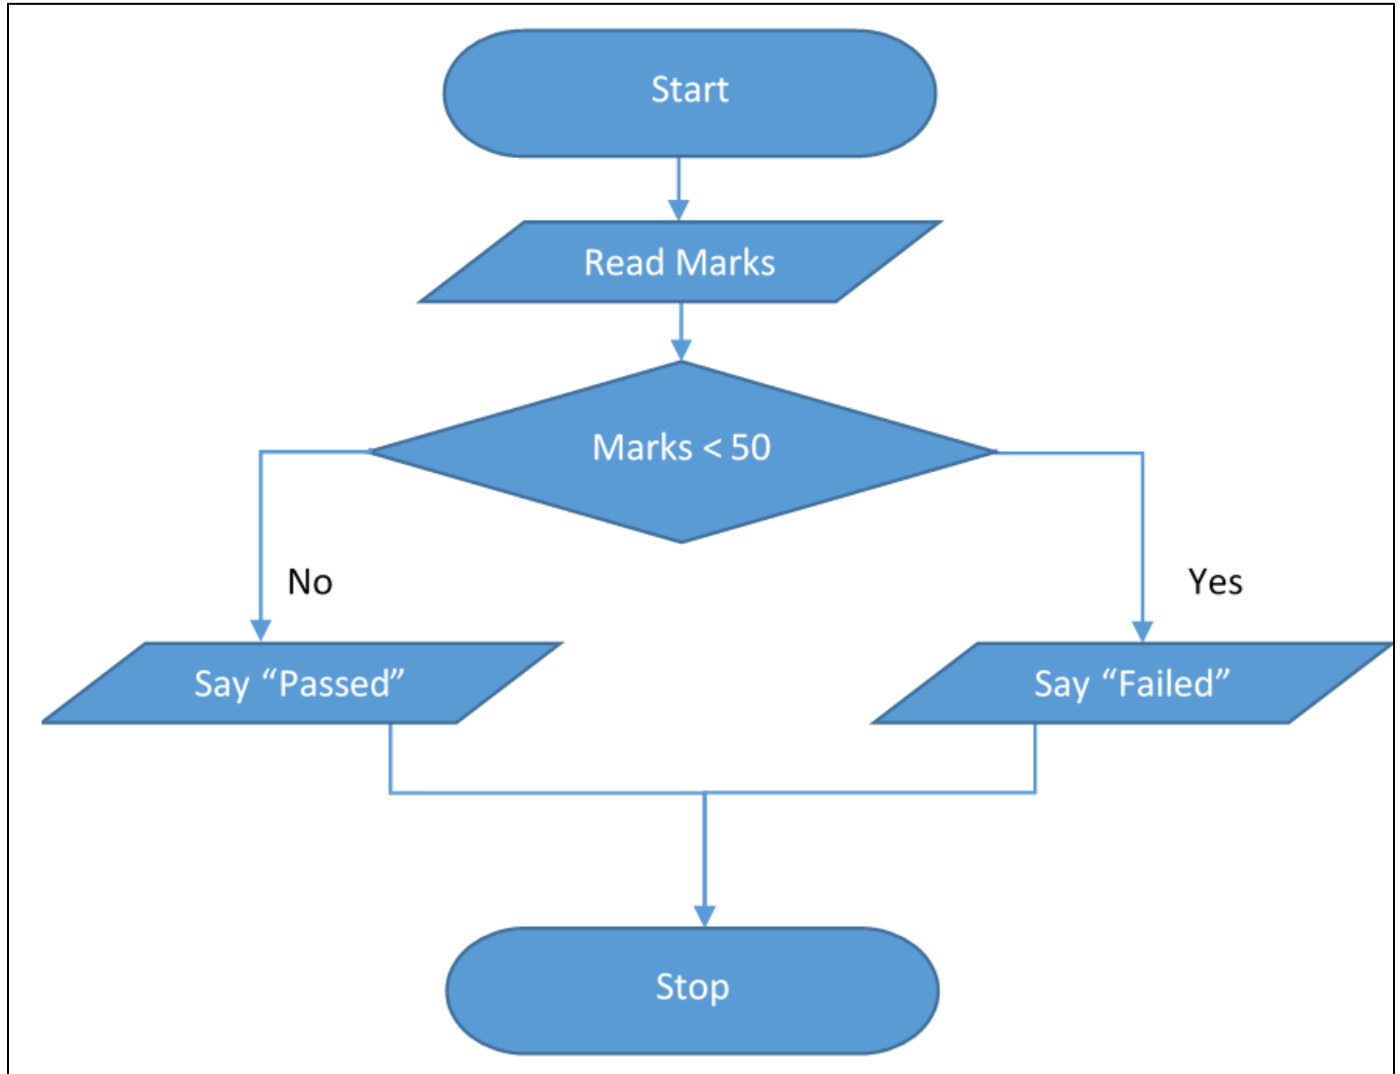 Start
Read Marks
Marks < 50
No
Yes
Say “Passed”
Say “Failed”
Stop